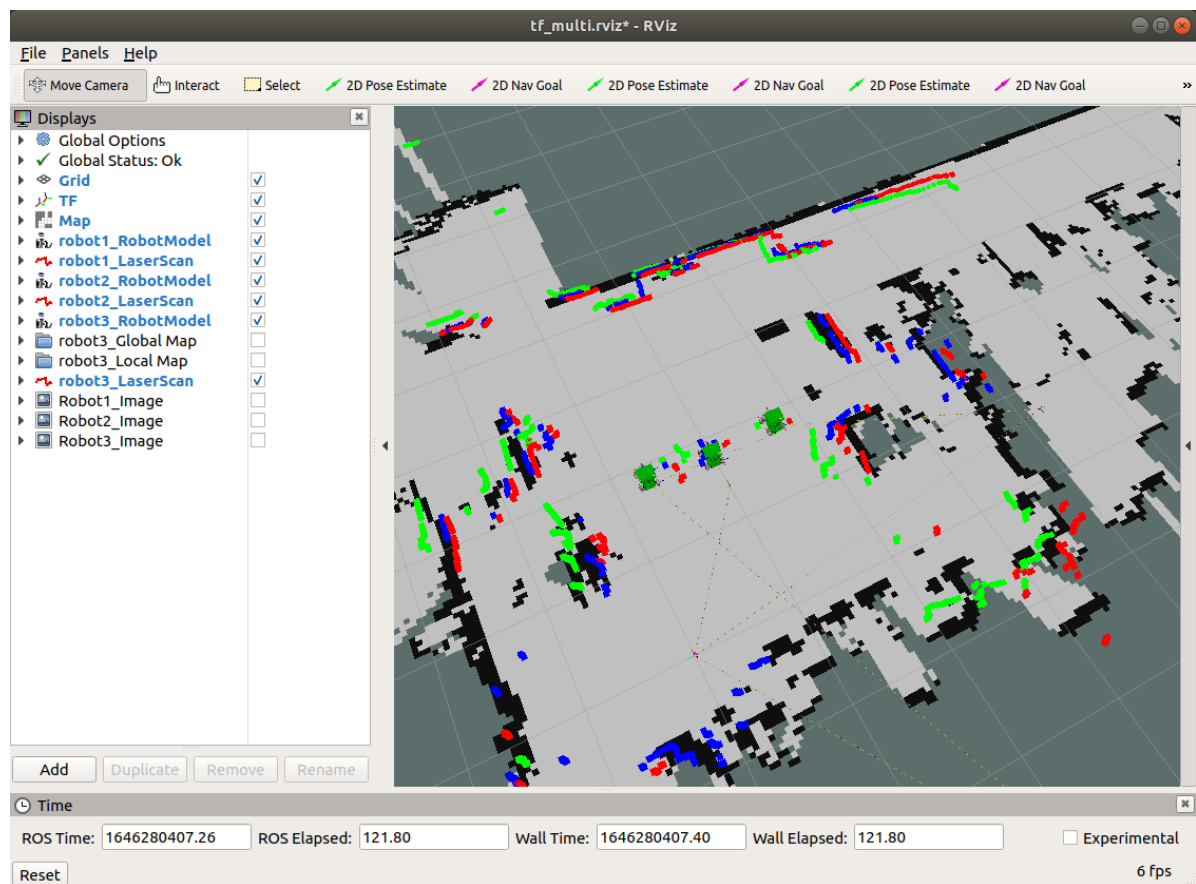 tf_multi.rviz* - RViz
File Panels Help
Move Camera Interact Select 2D Pose Estimate 2D Nav Goal 2D Pose Estimate 2D Nav Goal 2D Pose Estimate 2D Nav Goal »
Displays
Global Options
Global Status: Ok
Grid
TF
Map
robot1_RobotModel
robot1_LaserScan
robot2_RobotModel
robot2_LaserScan
robot3_RobotModel
robot3_Global Map
robot3_Local Map
robot3_LaserScan
Robot1_Image
Robot2_Image
Robot3_Image
Add Duplicate Remove Rename
Time
ROS Time: 1646280407.26 ROS Elapsed: 121.80 Wall Time: 1646280407.40 Wall Elapsed: 121.80 Experimental
Reset 6 fps